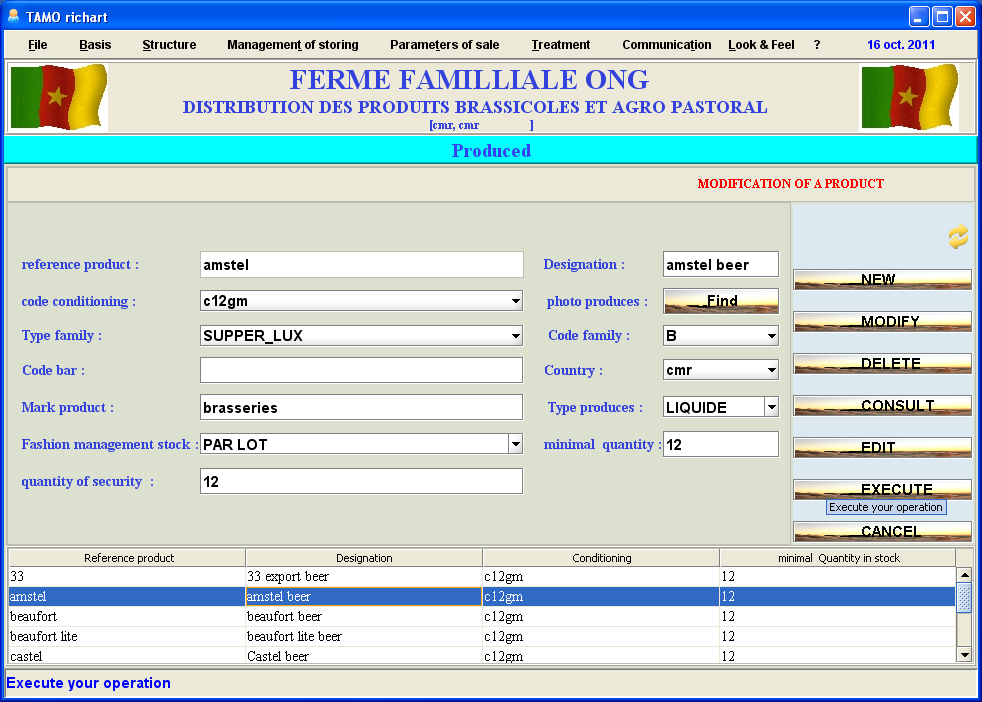 TAMO richart
File Basis Structure Management of storing Parameters of sale Treatment Communication Look & Feel ? 16 oct. 2011
FERME FAMILLIALE ONG
DISTRIBUTION DES PRODUITS BRASSICOLES ET AGRO PASTORAL
[cmr, cmr ]
Produced
MODIFICATION OF A PRODUCT
reference product : amstel Designation : amstel beer
code conditioning : c12gm photo produces : Find
Type family : SUPPER_LUX Code family : B
Code bar : Country : cmr
Mark product : brasseries Type produces : LIQUIDE
Fashion management stock : PAR LOT minimal quantity : 12
quantity of security : 12
NEW
MODIFY
DELETE
CONSULT
EDIT
EXECUTE
Execute your operation
CANCEL
Reference product Designation Conditioning minimal Quantity in stock
33 33 export beer c12gm 12
amstel amstel beer c12gm 12
beaufort beaufort beer c12gm 12
beaufort lite beaufort lite beer c12gm 12
castel Castel beer c12gm 12
Execute your operation